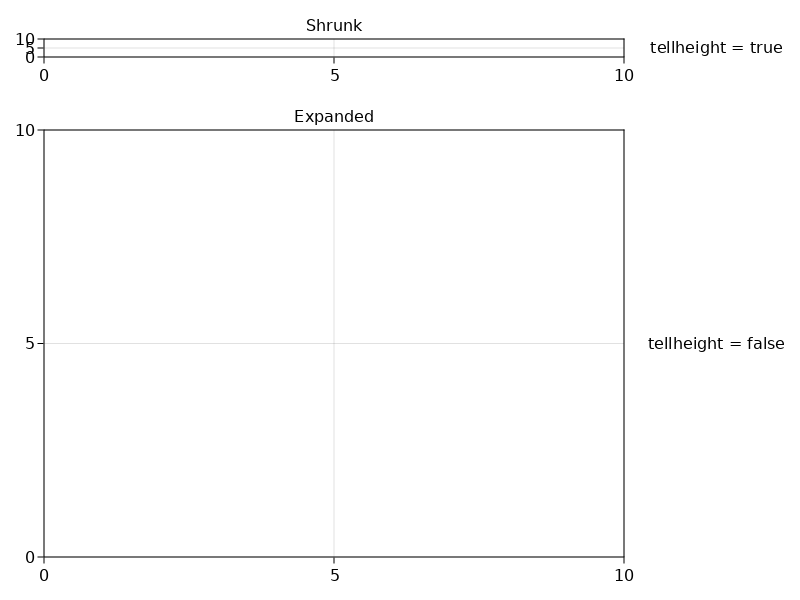 Shrunk
10
5
0
tellheight = true
0 5 10
Expanded
10
5
tellheight = false
0
0 5 10